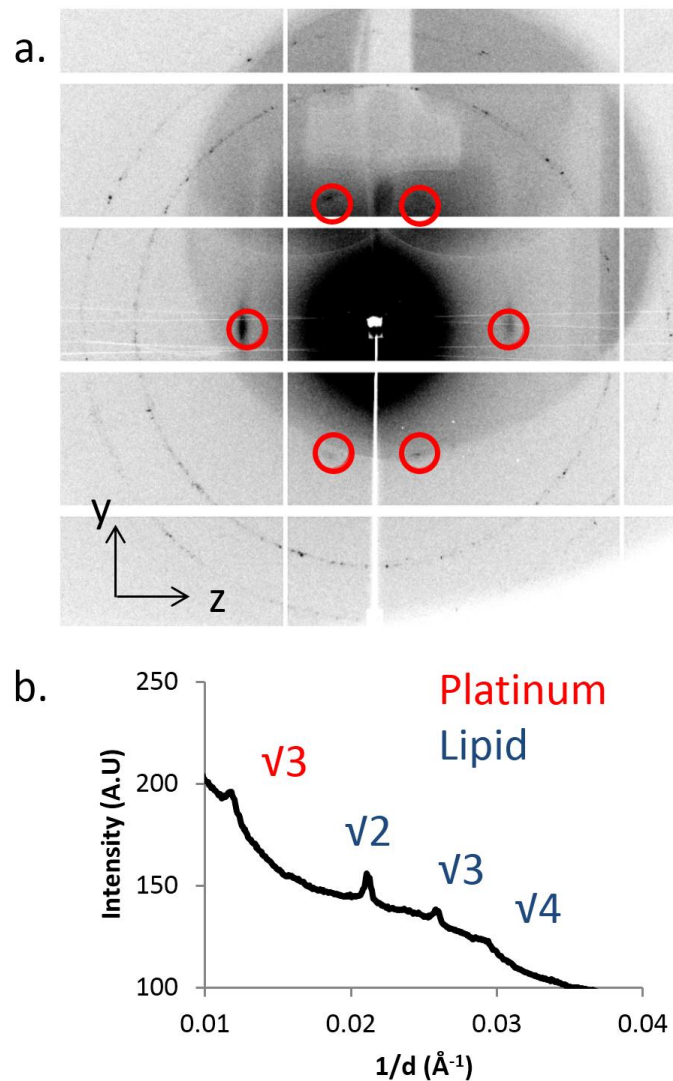 a.
y
z
b.
250
200
150
100
Intensity (A.U)
Platinum
Lipid
√3
√2
√3
√4
0.01
0.02
0.03
0.04
1/d (Å⁻¹)